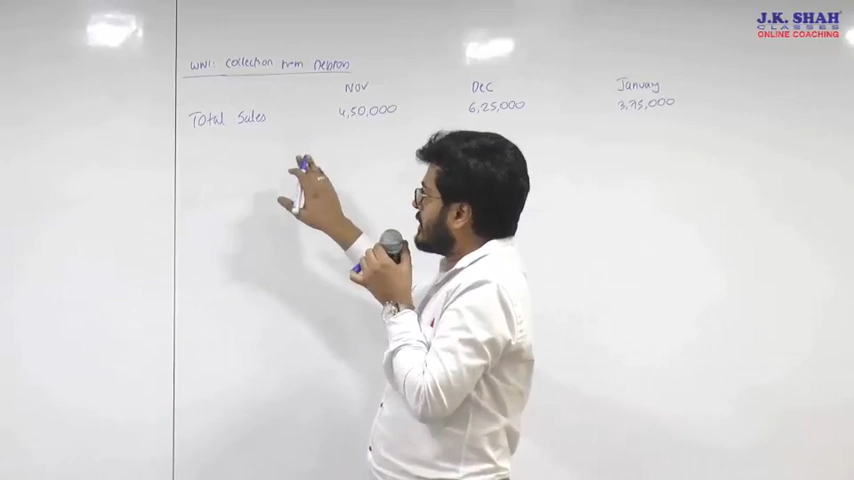 J.K. SHAH
CLASSES
ONLINE COACHING
WN1: Collection from Debtors
Nov Dec January
Total Sales 4,50,000 6,25,000 3,75,000